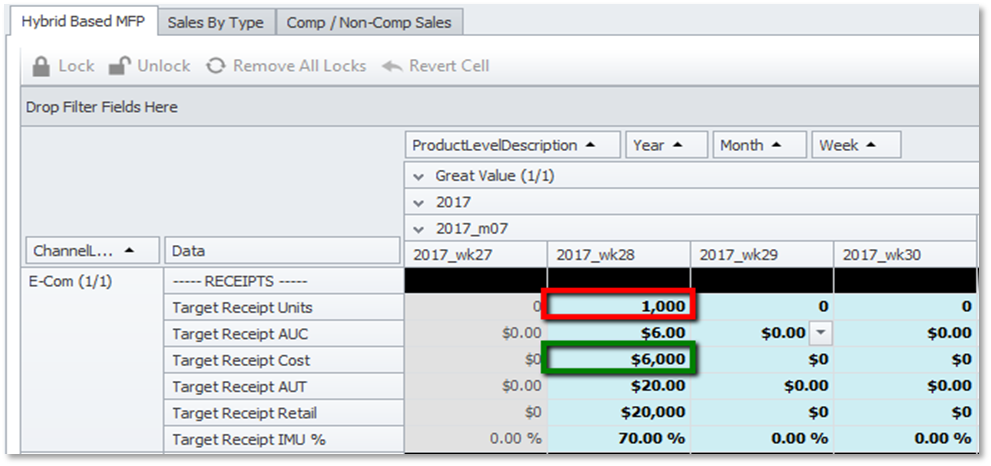 Hybrid Based MFP Sales By Type Comp / Non-Comp Sales
Lock Unlock Remove All Locks Revert Cell
Drop Filter Fields Here
ProductLevelDescription Year Month Week
Great Value (1/1)
2017
2017_m07
ChannelL... Data 2017_wk27 2017_wk28 2017_wk29 2017_wk30
E-Com (1/1) ----- RECEIPTS -----
Target Receipt Units 0 1,000 0 0
Target Receipt AUC $0.00 $6.00 $0.00 $0.00
Target Receipt Cost $0 $6,000 $0 $0
Target Receipt AUT $0.00 $20.00 $0.00 $0.00
Target Receipt Retail $0 $20,000 $0 $0
Target Receipt IMU % 0.00 % 70.00 % 0.00 % 0.00 %